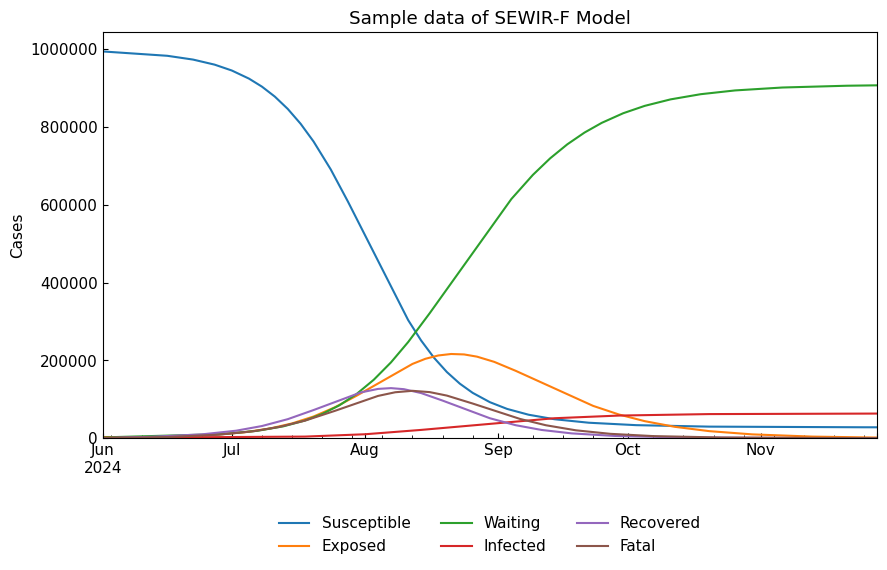 Sample data of SEWIR-F Model
Cases
1000000
800000
600000
400000
200000
0
Jun Jul Aug Sep Oct Nov
2024
Susceptible Waiting Recovered
Exposed Infected Fatal